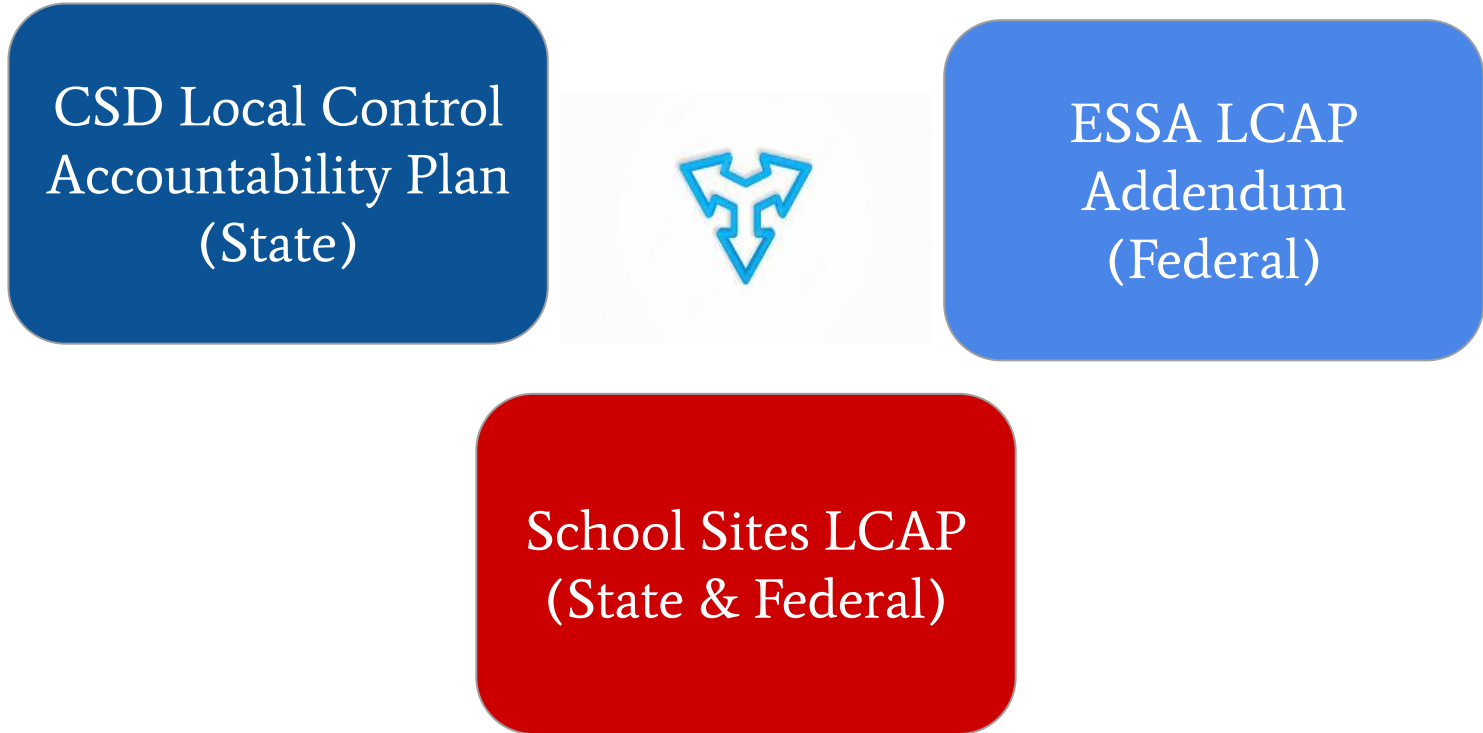 CSD Local Control
Accountability Plan
(State)
ESSA LCAP
Addendum
(Federal)
School Sites LCAP
(State & Federal)